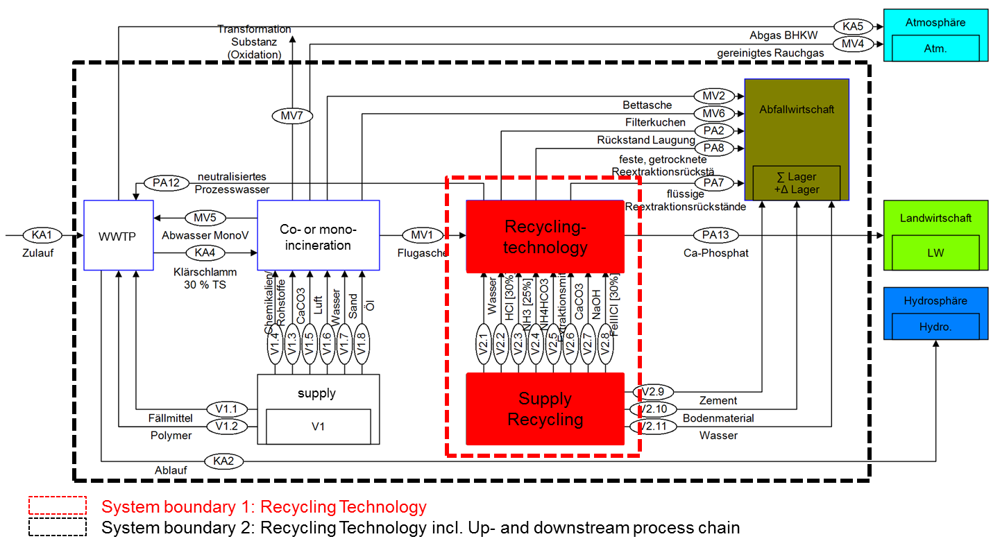 KA5
Atmosphäre
Atm.
Transformation
Substanz
(Oxidation)
Abgas BHKW
MV4
gereinigtes Rauchgas
MV7
MV2
Bettasche
MV6
Filterkuchen
PA2
Rückstand Laugung
PA8
feste, getrocknete
Reextraktionsrückstä
PA7
flüssige
Reextraktionsrückstände
Abfallwirtschaft
∑ Lager
+Δ Lager
PA12
neutralisiertes
Prozesswasser
KA1
Zulauf
WWTP
MV5
Abwasser MonoV
KA4
Klärschlamm
30 % TS
Co- or mono-
incineration
MV1
Flugasche
Recycling-
technology
PA13
Ca-Phosphat
Landwirtschaft
LW
Hydrosphäre
Hydro.
Chemikalien/
Rohstoffe
CaCO3
Luft
Wasser
Sand
Öl
V1.4
V1.3
V1.5
V1.6
V1.7
V1.8
Wasser
HCl [30%
NH3 [25%]
NH4HCO3
Extraktionsmit
CaCO3
NaOH
FeIIICl [30%]
V2.1
V2.2
V2.3
V2.4
V2.5
V2.6
V2.7
V2.8
supply
V1
V1.1
Fällmittel
V1.2
Polymer
Supply
Recycling
V2.9
Zement
V2.10
Bodenmaterial
V2.11
Wasser
KA2
Ablauf
System boundary 1: Recycling Technology
System boundary 2: Recycling Technology incl. Up- and downstream process chain